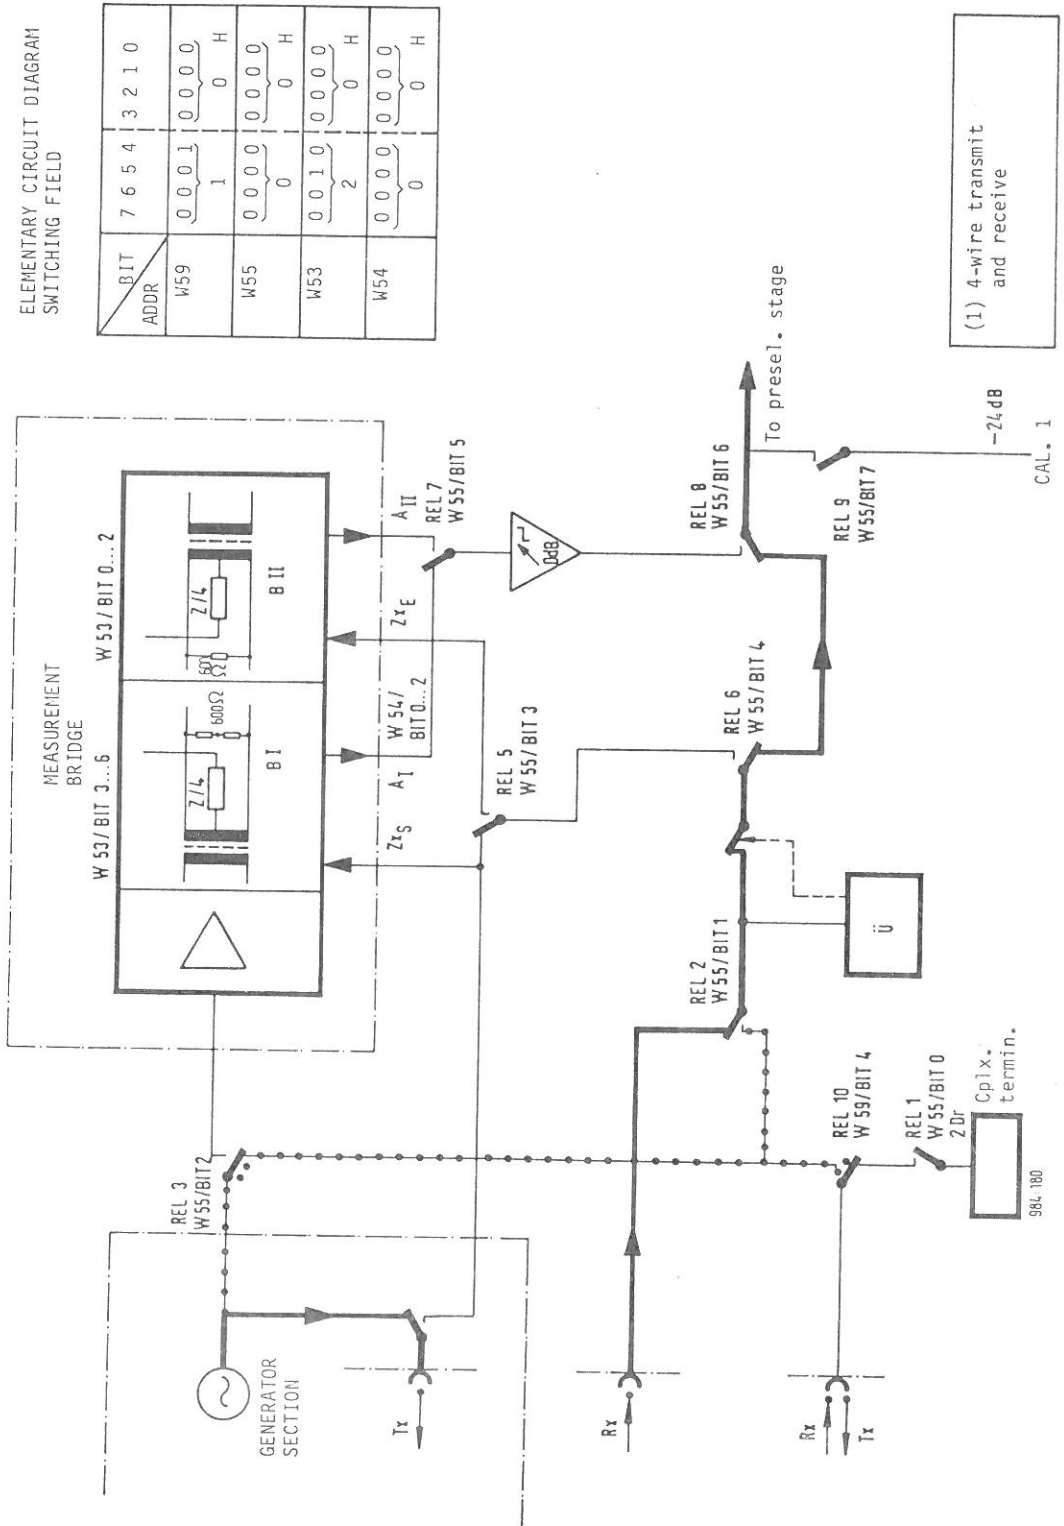 ELEMENTARY CIRCUIT DIAGRAM
SWITCHING FIELD
BIT
ADDR
7 6 5 4 3 2 1 0
W59
0 0 0 1 0 0 0 0
1 0 H
W55
0 0 0 0 0 0 0 0
0 0 H
W53
0 0 1 0 0 0 0 0
2 0 H
W54
0 0 0 0 0 0 0 0
0 0 H
MEASUREMENT
BRIDGE
W 53/ BIT 3...6
W 53/ BIT 0...2
Z/4
600Ω
B I
600
Ω
Z/4
B II
ZxS
AI
W 54/
BIT 0...2
ZxE
AII
REL 7
W 55/ BIT 5
0dB
REL 3
W 55/BIT2
REL 5
W 55/ BIT 3
GENERATOR
SECTION
Tx
REL 2
W 55/ BIT 1
REL 6
W 55/ BIT 4
REL 8
W 55/ BIT 6
To presel. stage
Rx
Ü
REL 9
W 55/BIT 7
-24dB
CAL. 1
Rx
Tx
REL 10
W 59/ BIT 4
REL 1
W 55/ BIT 0
2 Dr
Cplx.
termin.
984-180
(1) 4-wire transmit
and receive